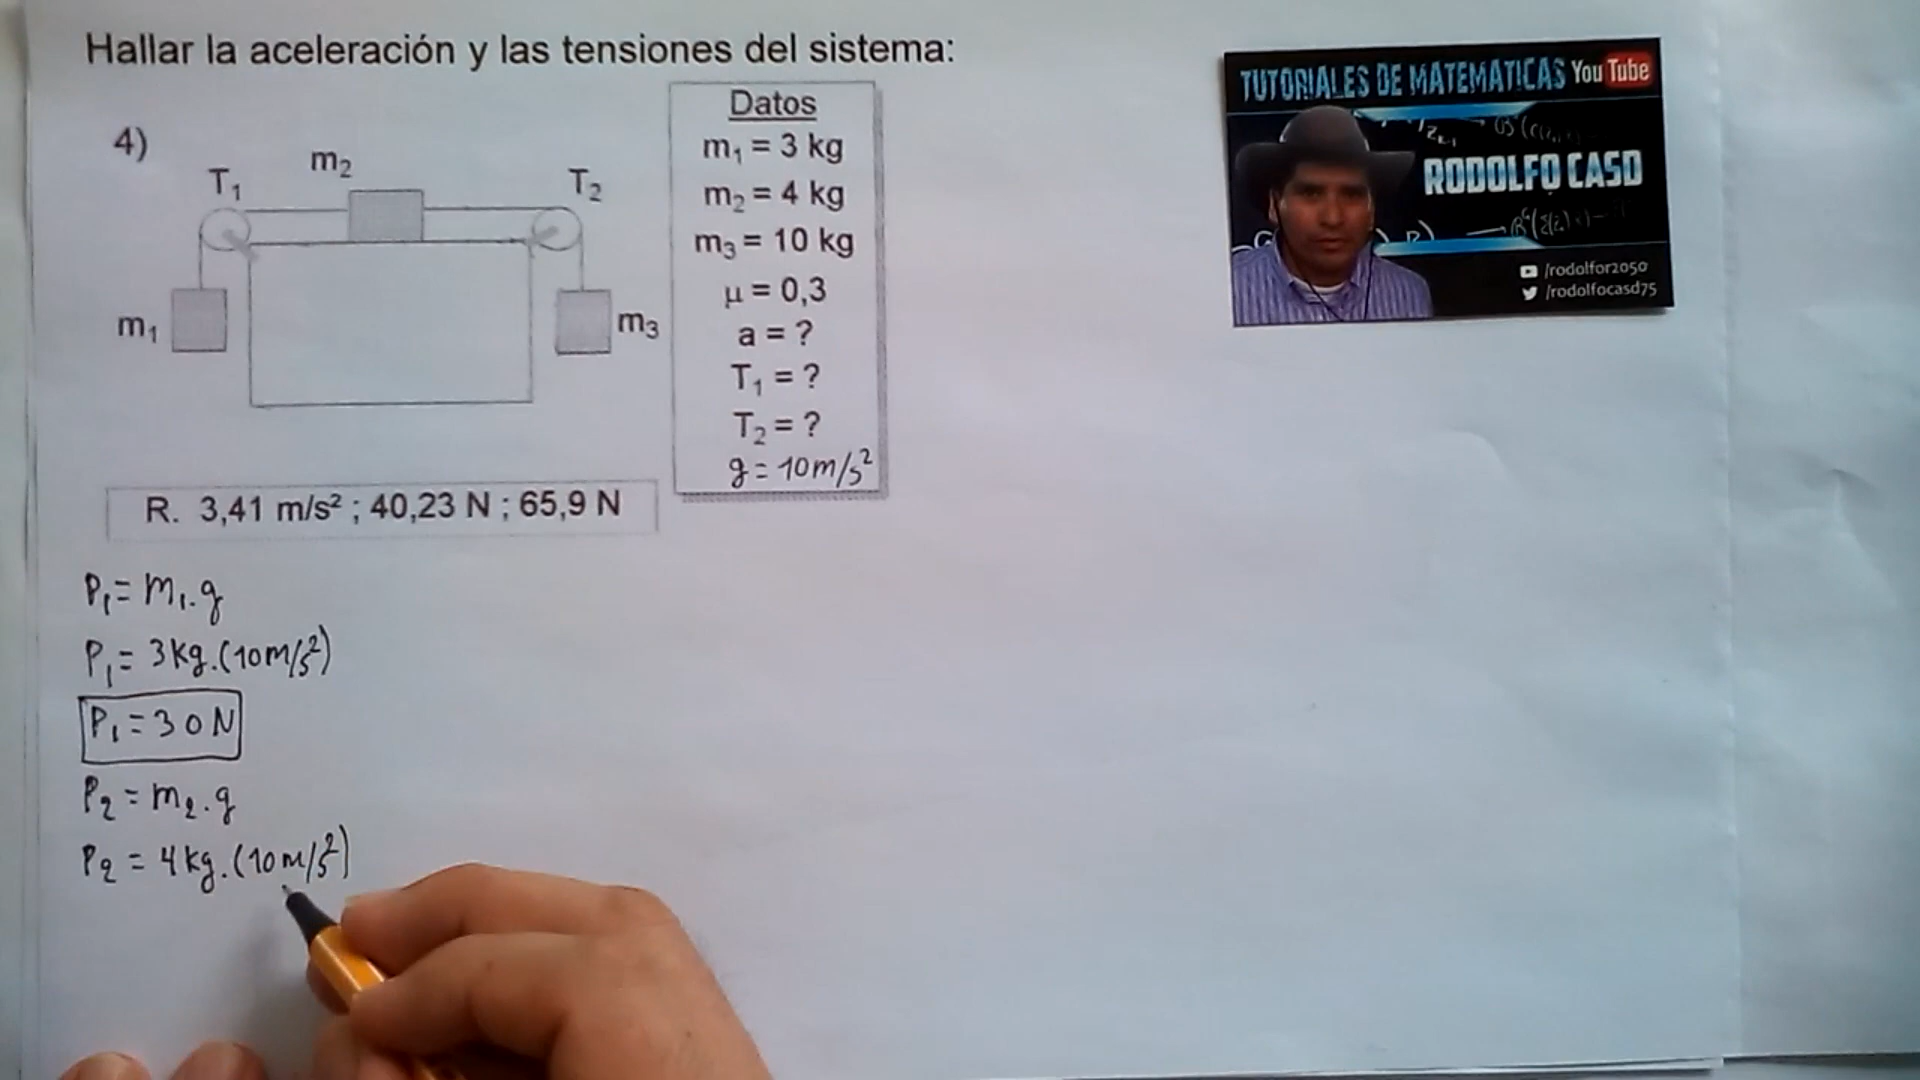 Hallar la aceleración y las tensiones del sistema:
4)
T₁
m₂
T₂
m₁
m₃
Datos
m₁ = 3 kg
m₂ = 4 kg
m₃ = 10 kg
μ = 0,3
a = ?
T₁ = ?
T₂ = ?
g = 10 m/s²
R. 3,41 m/s² ; 40,23 N ; 65,9 N
P₁ = m₁.g
P₁ = 3 kg.(10 m/s²)
P₁ = 30 N
P₂ = m₂.g
P₂ = 4 kg.(10 m/s²)
TUTORIALES DE MATEMATICAS YouTube
RODOLFO CASD
/rodolfor2050
/rodolfocasd75